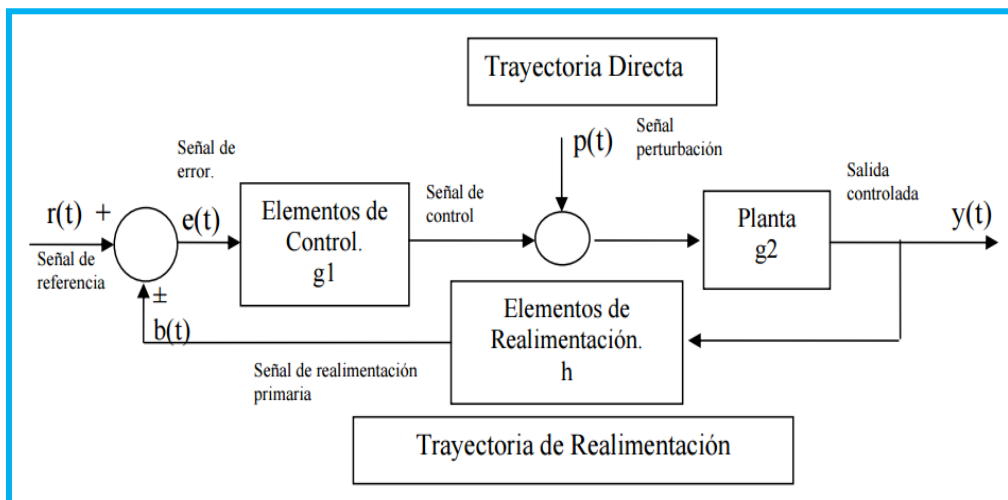 Trayectoria Directa
Señal de
error.
p(t)
Señal
perturbación
Señal de
control
Salida
controlada
r(t) +
e(t)
Elementos de
Control.
g1
Planta
g2
y(t)
Señal de
referencia
±
b(t)
Elementos de
Realimentación.
h
Señal de realimentación
primaria
Trayectoria de Realimentación